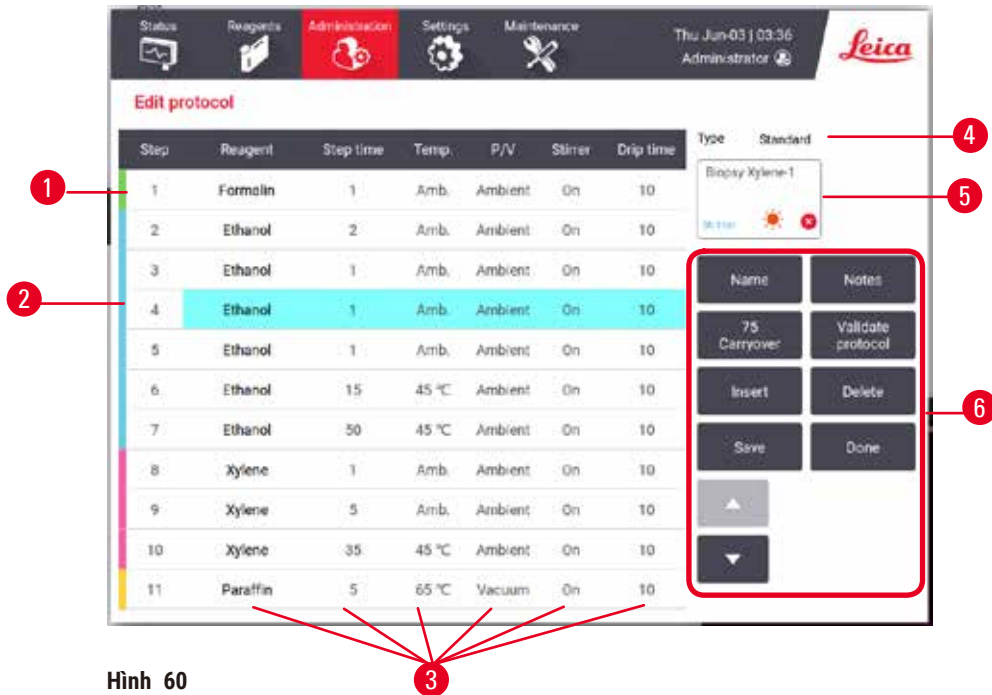 Status Reagents Administration Settings Maintenance
Thu Jun-03 | 03:36
Administrator
Leica
Edit protocol
Step Reagent Step time Temp. P/V Stirrer Drip time
1 Formalin 1 Amb. Ambient On 10
2 Ethanol 2 Amb. Ambient On 10
3 Ethanol 1 Amb. Ambient On 10
4 Ethanol 1 Amb. Ambient On 10
5 Ethanol 1 Amb. Ambient On 10
6 Ethanol 15 45 °C Ambient On 10
7 Ethanol 50 45 °C Ambient On 10
8 Xylene 1 Amb. Ambient On 10
9 Xylene 5 Amb. Ambient On 10
10 Xylene 35 45 °C Ambient On 10
11 Paraffin 5 65 °C Vacuum On 10
Type Standard
Biopsy Xylene-1
Name Notes
75
Carryover
Validate
protocol
Insert Delete
Save Done
1
2
3
4
5
6
Hình 60